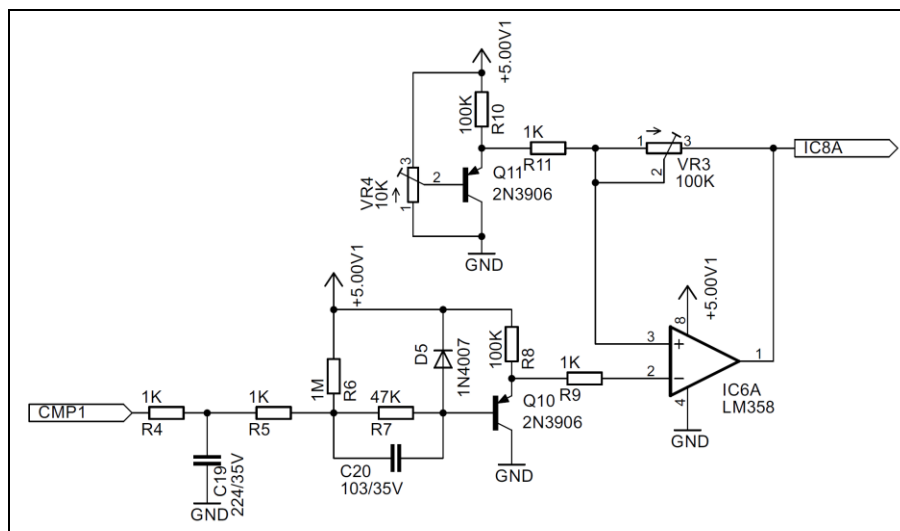 +5.00V1
100K
R10
1K
R11
1
3
2
VR3
100K
IC8A
3
2
1
VR4
10K
Q11
2N3906
GND
+5.00V1
+5.00V1
8
3
+
2
−
1
4
IC6A
LM358
GND
D5
1N4007
100K
R8
1K
R9
1M
R6
47K
R7
Q10
2N3906
GND
CMP1
1K
R4
1K
R5
C19
224/35V
GND
C20
103/35V